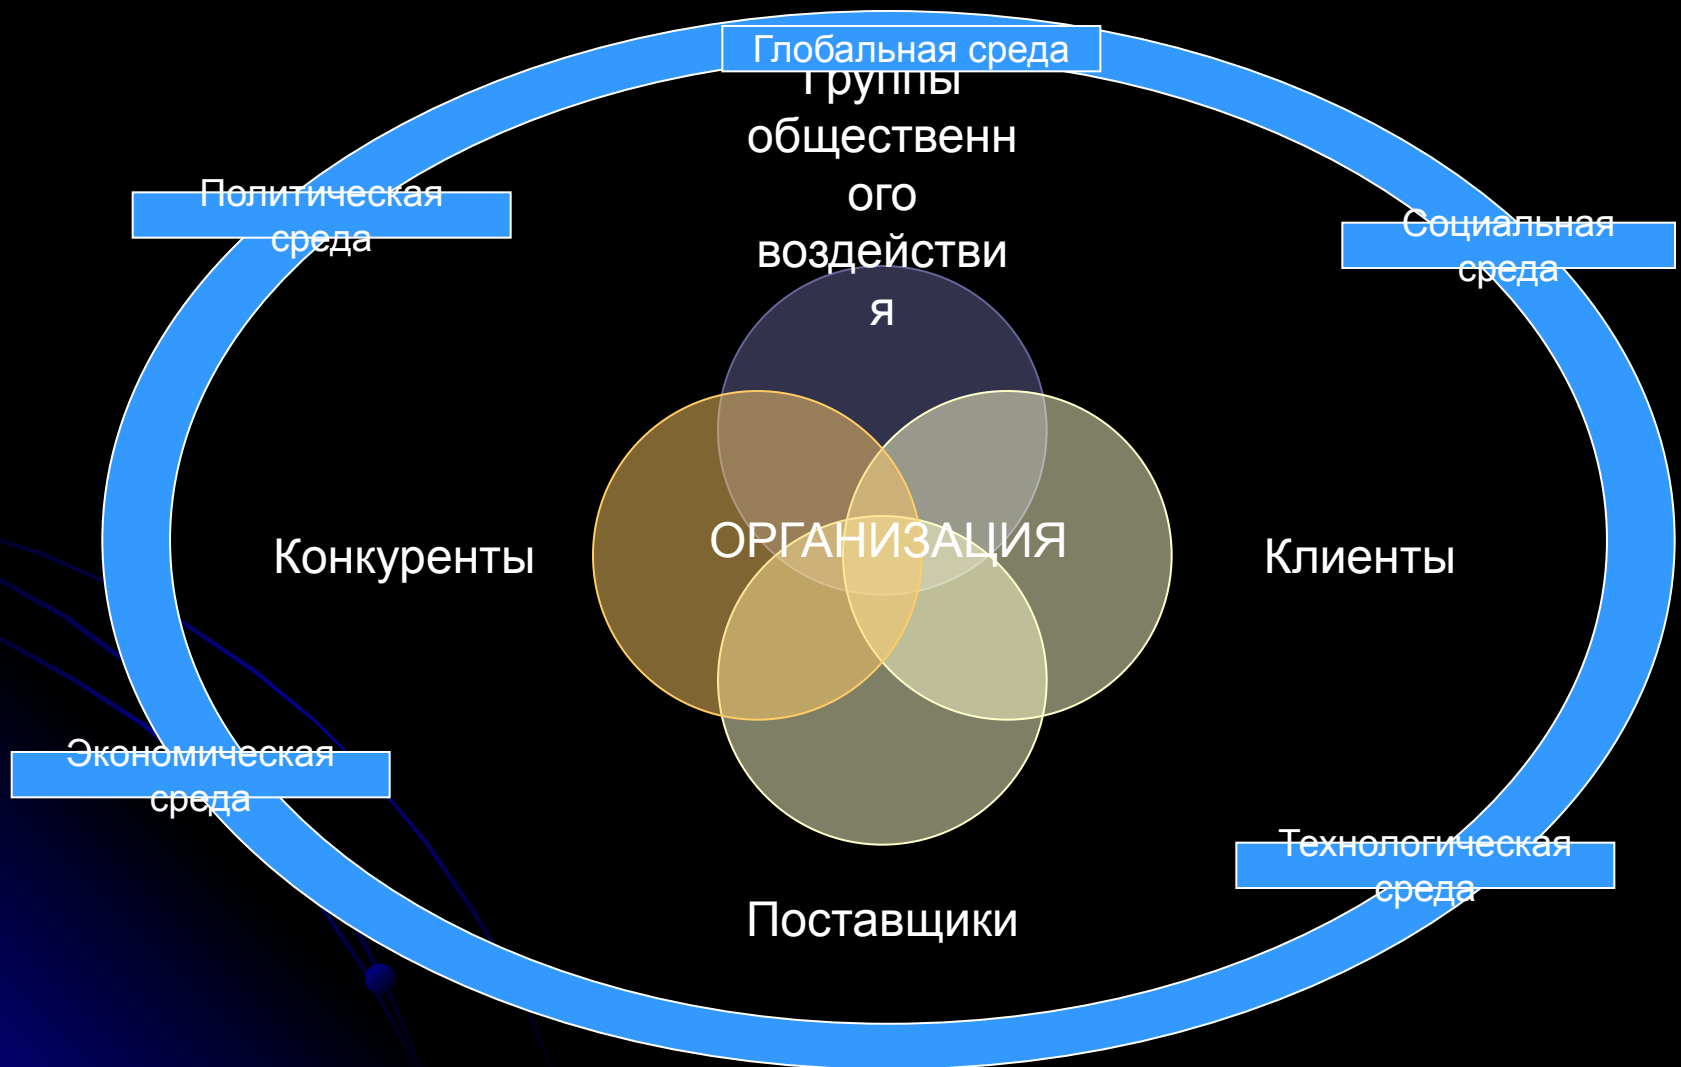 Глобальная среда
Группы
общественн
ого
воздействи
я
Политическая
среда
Социальная
среда
ОРГАНИЗАЦИЯ
Конкуренты
Клиенты
Экономическая
среда
Технологическая
среда
Поставщики